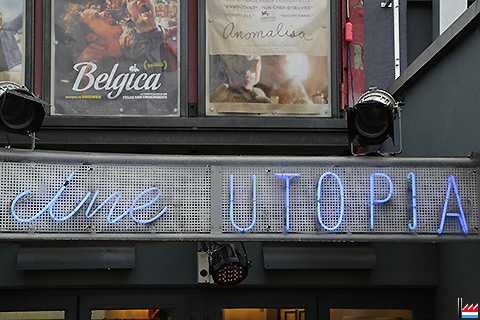 Belgica
ENVOÛTANT
UN CHEF-D'ŒUVRE
Anomalisa
ciné UTOPIA